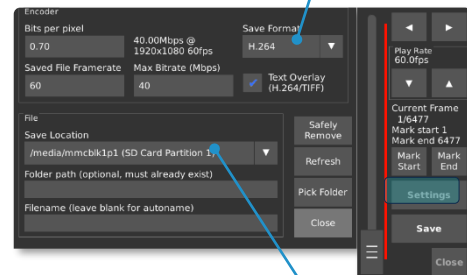 Encoder
Bits per pixel
0.70
40.00Mbps @
1920x1080 60fps
Save Format
H.264
Saved File Framerate
60
Max Bitrate (Mbps)
40
Text Overlay
(H.264/TIFF)
File
Save Location
/media/mmcblk1p1 (SD Card Partition 1)
Folder path (optional, must already exist)
Filename (leave blank for autoname)
Safely
Remove
Refresh
Pick Folder
Close
Play Rate
60.0fps
Current Frame
1/6477
Mark start 1
Mark end 6477
Mark
Start
Mark
End
Settings
Save
Close